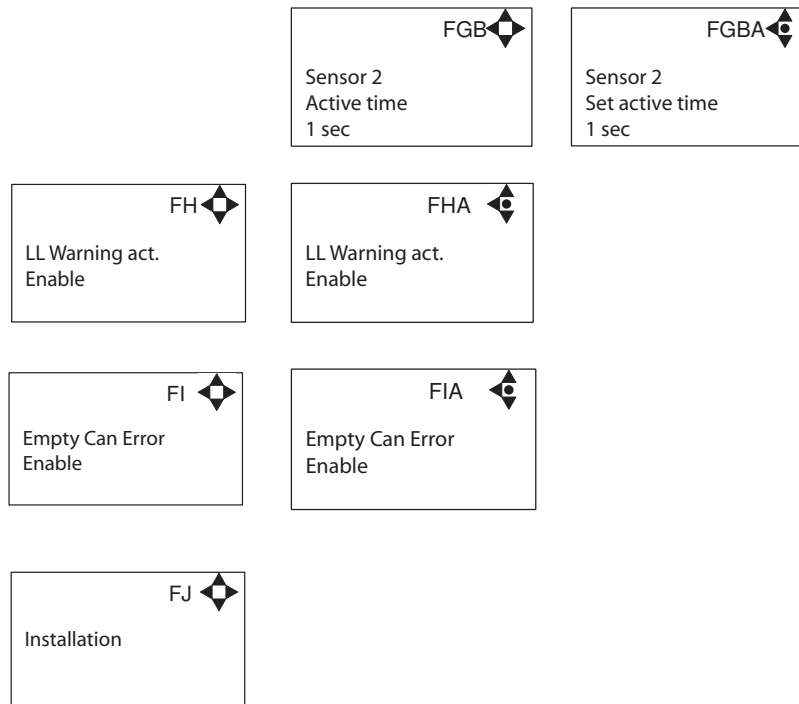 FGB
Sensor 2
Active time
1 sec
FGBA
Sensor 2
Set active time
1 sec
FH
LL Warning act.
Enable
FHA
LL Warning act.
Enable
FI
Empty Can Error
Enable
FIA
Empty Can Error
Enable
FJ
Installation